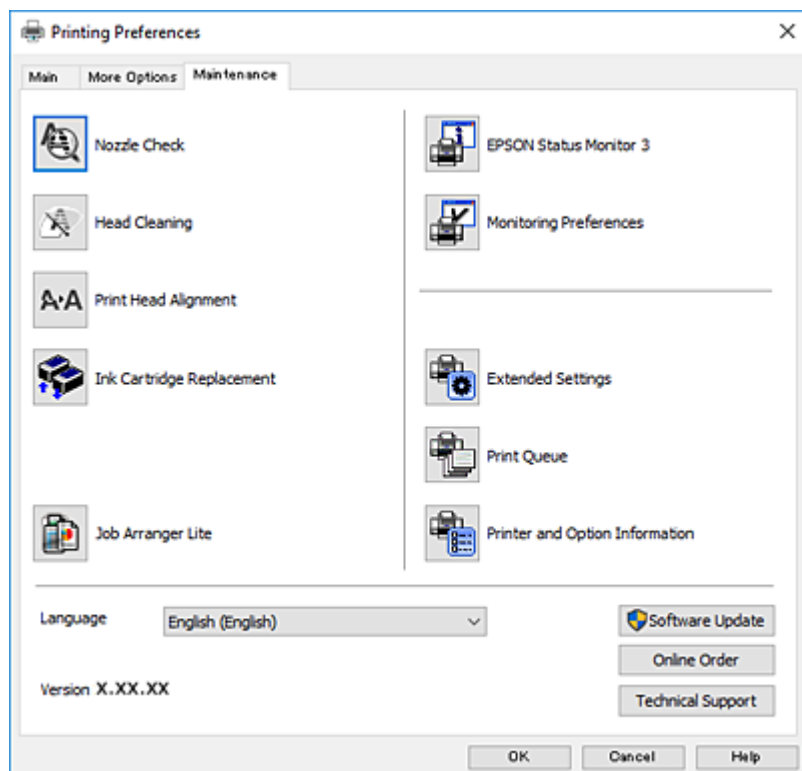 Printing Preferences
Main
More Options
Maintenance
Nozzle Check
Head Cleaning
A·A
Print Head Alignment
Ink Cartridge Replacement
Job Arranger Lite
EPSON Status Monitor 3
Monitoring Preferences
Extended Settings
Print Queue
Printer and Option Information
Language
English (English)
Software Update
Online Order
Version X.XX.XX
Technical Support
OK
Cancel
Help